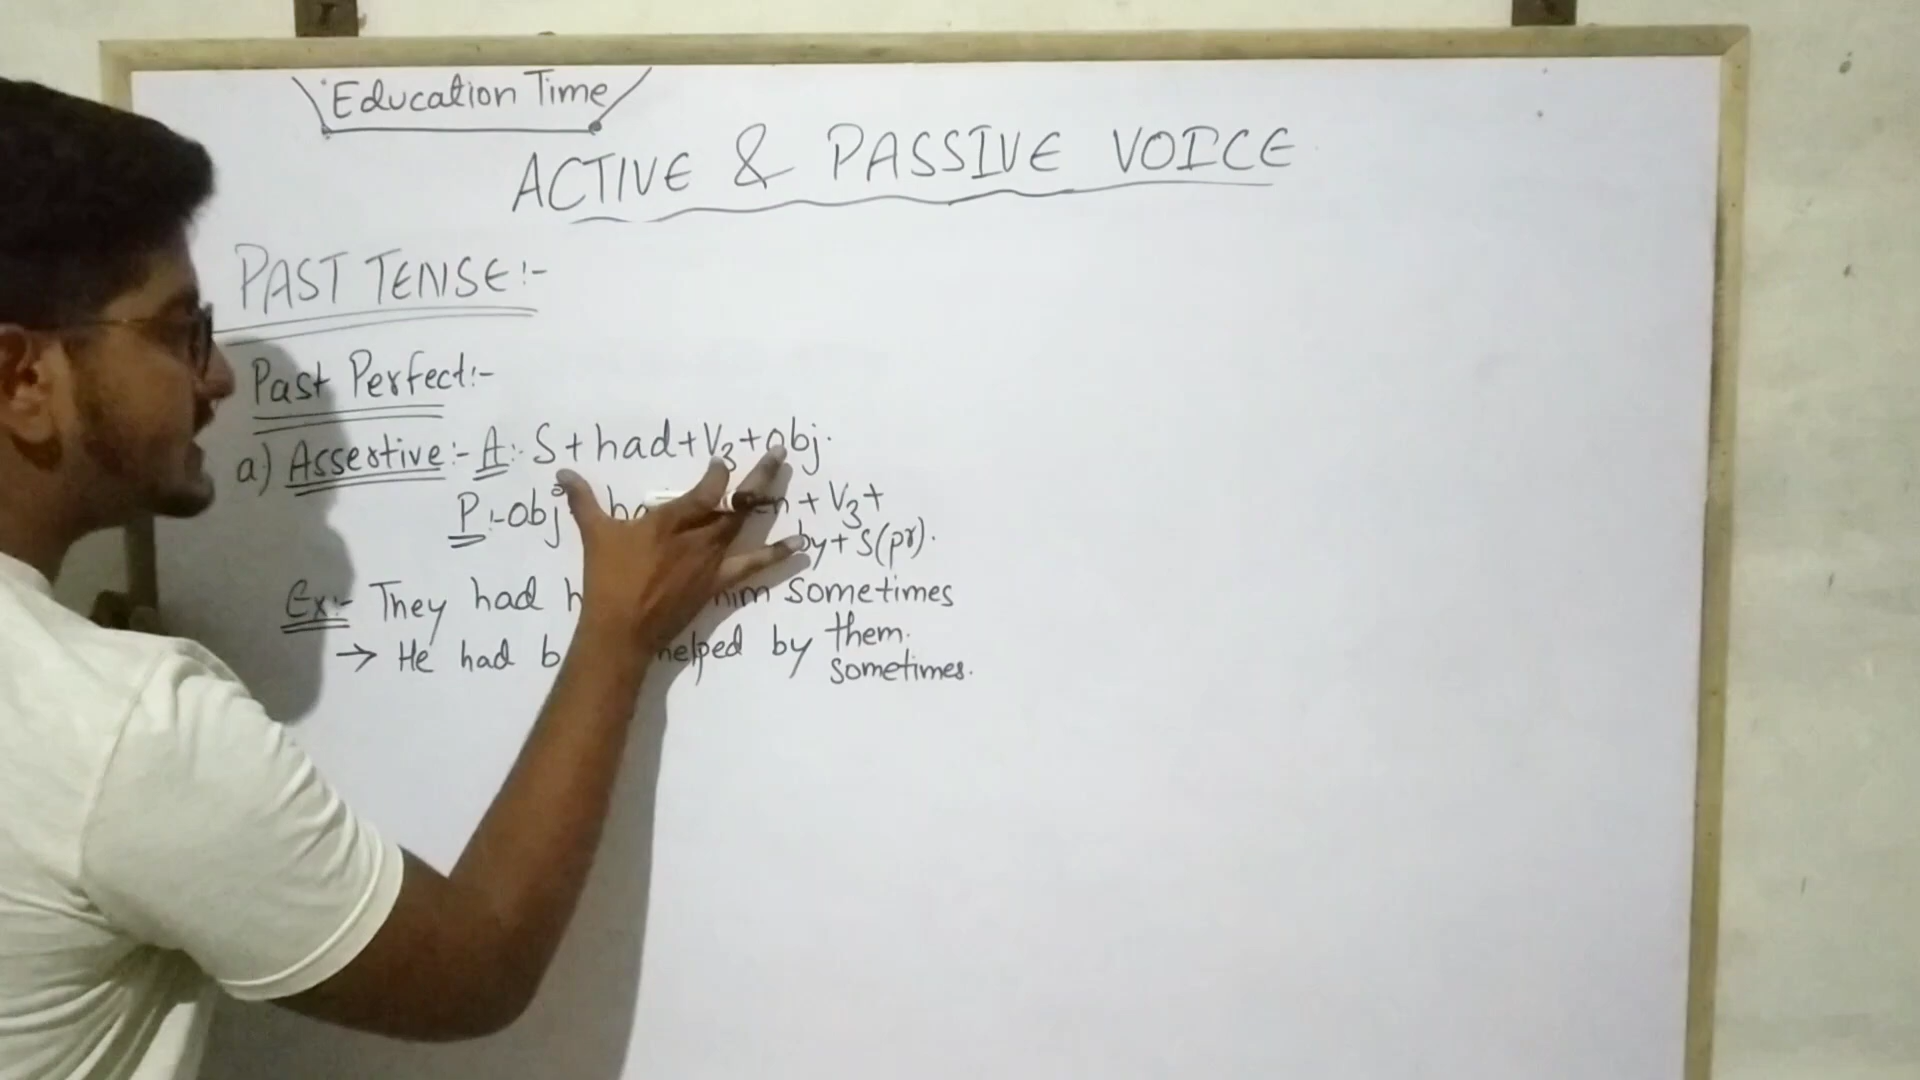 Education Time
ACTIVE & PASSIVE VOICE
PAST TENSE:-
Past Perfect:-
a) Assertive:- A:- S+had+V3+obj.
P:-obj + V3+
by+S(pr).
Ex:- They had him sometimes
→ He had helped by them.
sometimes.